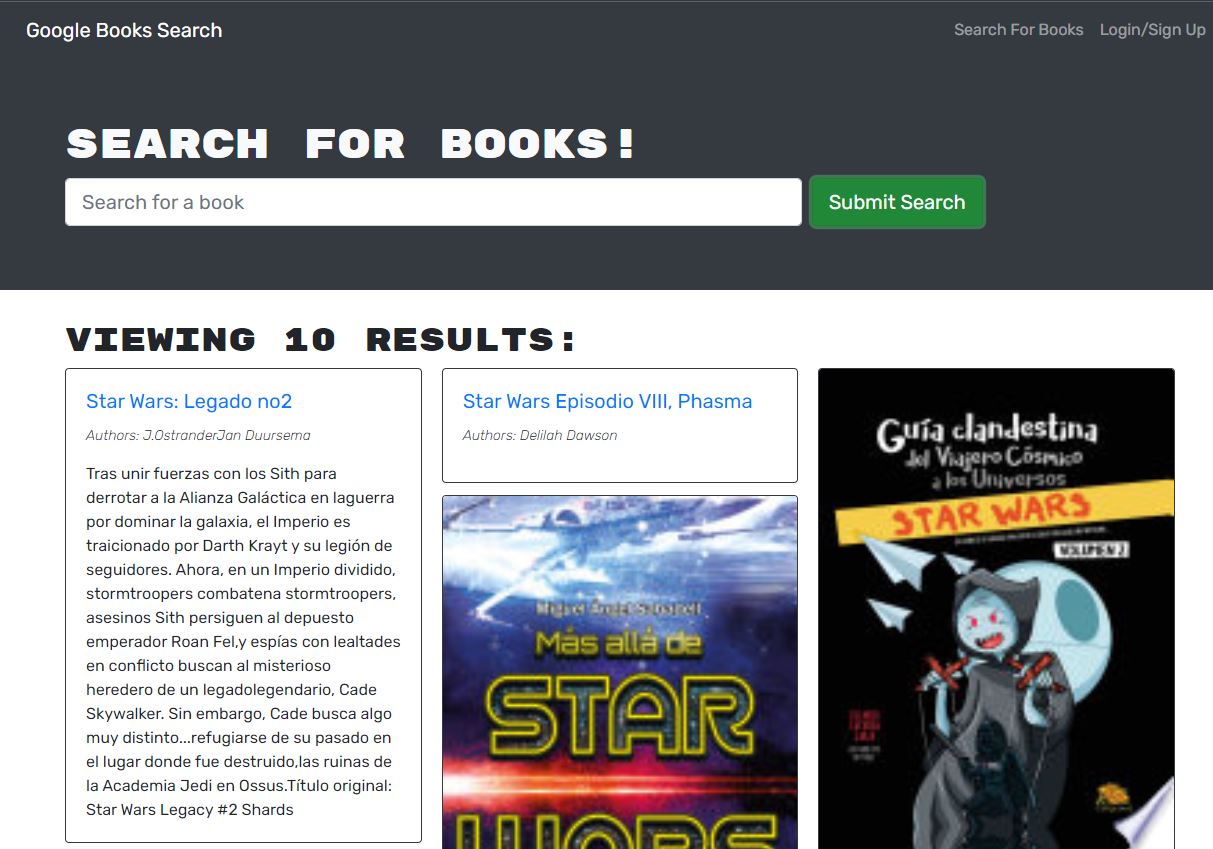 Google Books Search
Search For Books
Login/Sign Up
SEARCH FOR BOOKS!
Search for a book
Submit Search
VIEWING 10 RESULTS:
Star Wars: Legado no2
Authors: J.OstranderJan Duursema
Tras unir fuerzas con los Sith para
derrotar a la Alianza Galáctica en laguerra
por dominar la galaxia, el Imperio es
traicionado por Darth Krayt y su legión de
seguidores. Ahora, en un Imperio dividido,
stormtroopers combatena stormtroopers,
asesinos Sith persiguen al depuesto
emperador Roan Fel,y espías con lealtades
en conflicto buscan al misterioso
heredero de un legadolegendario, Cade
Skywalker. Sin embargo, Cade busca algo
muy distinto...refugiarse de su pasado en
el lugar donde fue destruido,las ruinas de
la Academia Jedi en Ossus.Título original:
Star Wars Legacy #2 Shards
Star Wars Episodio VIII, Phasma
Authors: Delilah Dawson
Miguel Ángel Sabadell
Más allá de
STAR
WARS
Guía clandestina
del Viajero Cósmico
a los Universos
STAR WARS
VOLUMEN